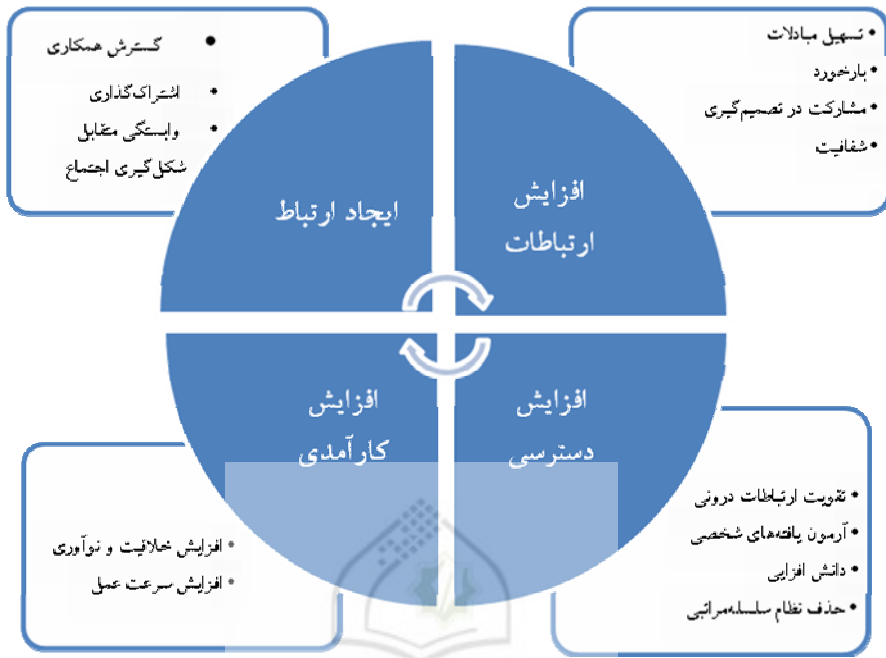 تسهیل مبادلات
بازخورد
مشارکت در تصمیم‌گیری
شفافیت
گسترش همکاری
اشتراک‌گذاری
وابستگی متقابل
شکل‌گیری اجتماع
افزایش
ارتباطات
ایجاد ارتباط
افزایش
دسترسی
افزایش
کارآمدی
تقویت ارتباطات درونی
آزمون یافته‌های شخصی
دانش افزایی
حذف نظام سلسله‌مراتبی
افزایش خلاقیت و نوآوری
افزایش سرعت عمل